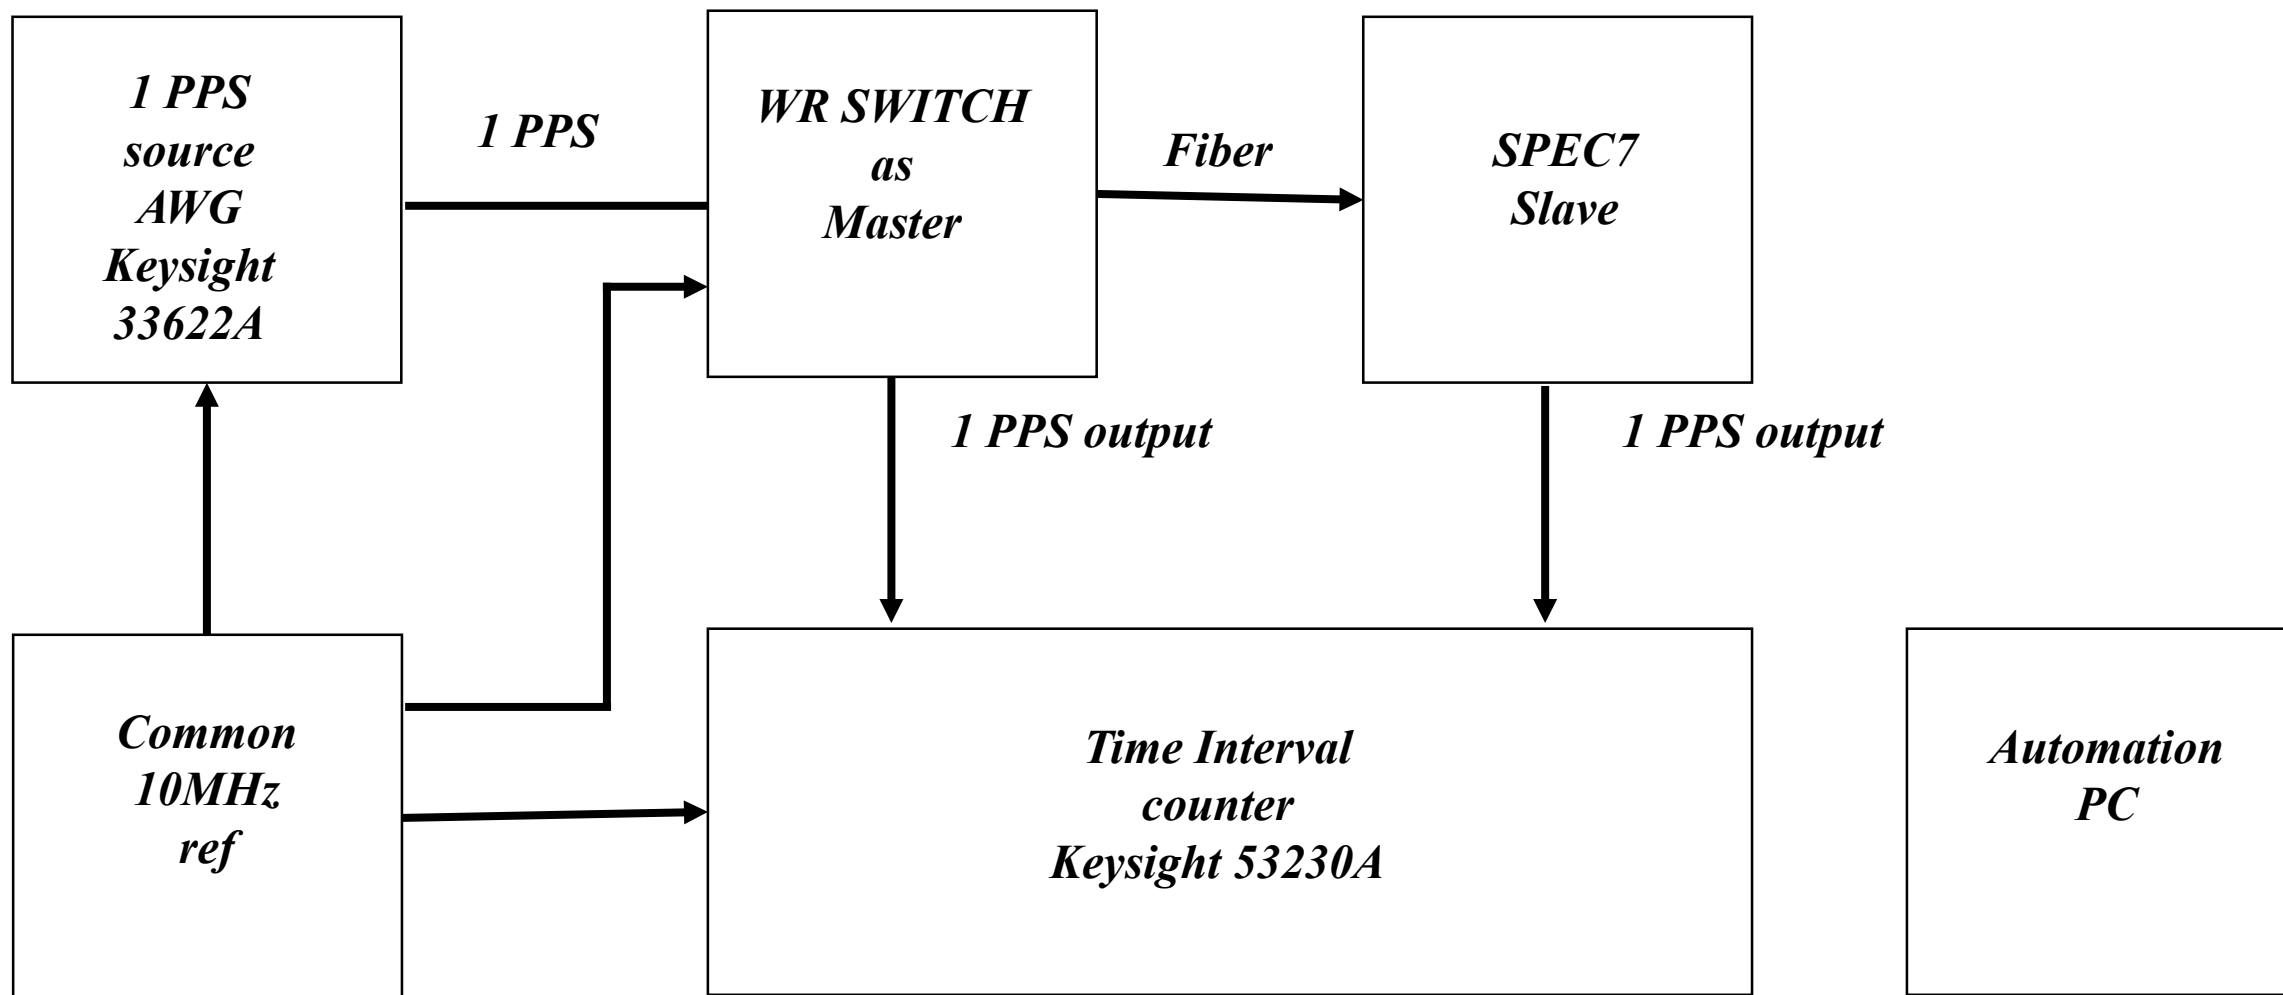 1 PPS
source
AWG
Keysight
33622A
1 PPS
WR SWITCH
as
Master
Fiber
SPEC7
Slave
1 PPS output
1 PPS output
Common
10MHz
ref
Time Interval
counter
Keysight 53230A
Automation
PC